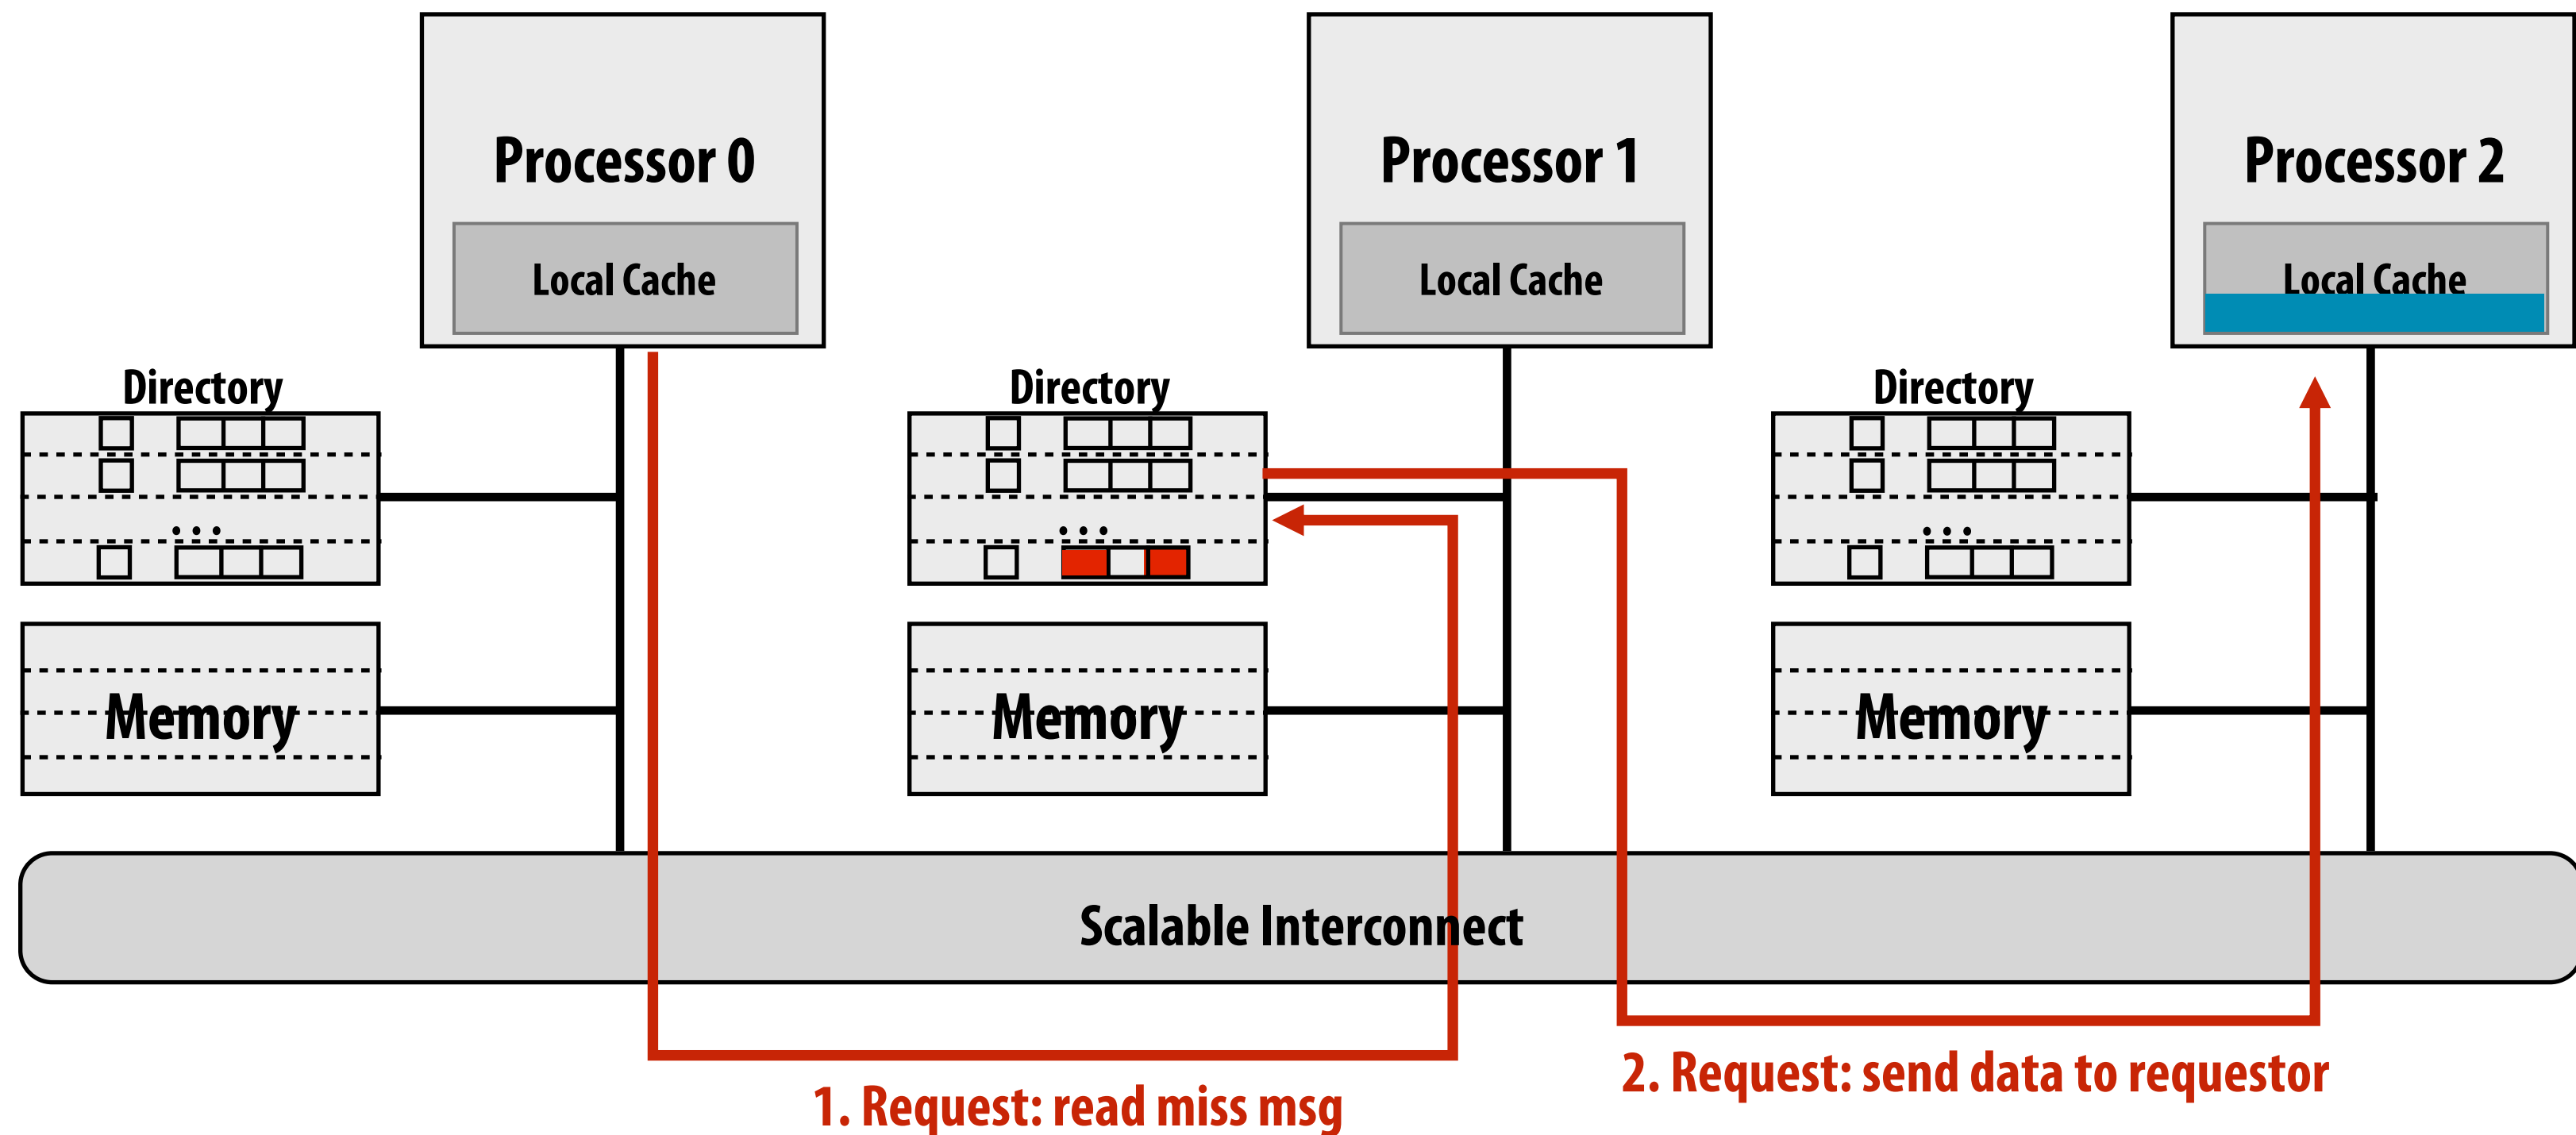 Processor 0
Processor 1
Processor 2
Local Cache
Local Cache
Local Cache
Directory
Directory
Directory
• • •
• • •
• • •
Memory
Memory
Memory
Scalable Interconnect
2. Request: send data to requestor
1. Request: read miss msg